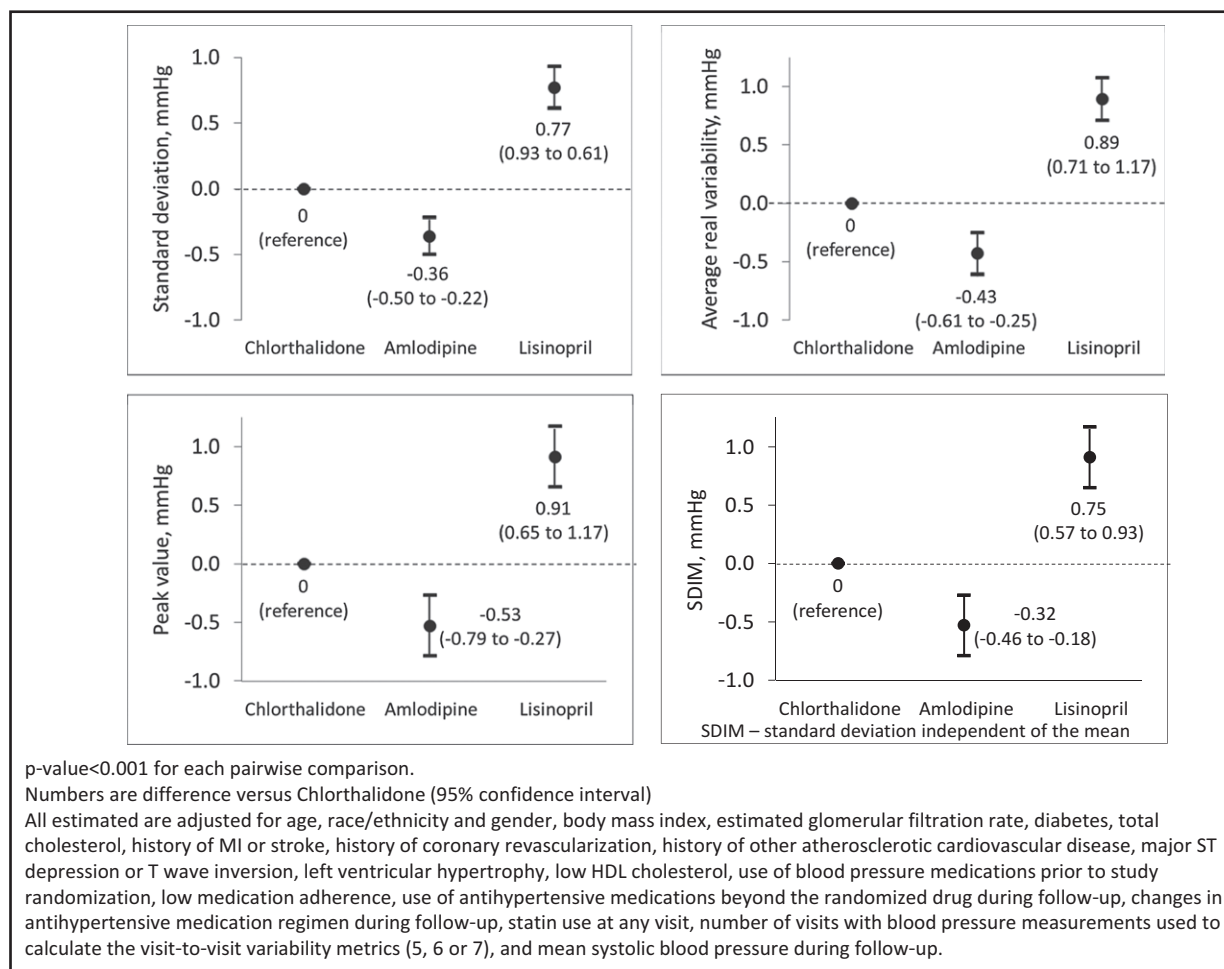 Standard deviation, mmHg
1.0
0.5
0.0
-0.5
-1.0
0
(reference)
-0.36
(-0.50 to -0.22)
0.77
(0.93 to 0.61)
Chlorthalidone Amlodipine Lisinopril
Average real variability, mmHg
1.0
0.5
0.0
-0.5
-1.0
0
(reference)
-0.43
(-0.61 to -0.25)
0.89
(0.71 to 1.17)
Chlorthalidone Amlodipine Lisinopril
Peak value, mmHg
1.0
0.5
0.0
-0.5
-1.0
0
(reference)
-0.53
(-0.79 to -0.27)
0.91
(0.65 to 1.17)
Chlorthalidone Amlodipine Lisinopril
SDIM, mmHg
1.0
0.5
0.0
-0.5
-1.0
0
(reference)
-0.32
(-0.46 to -0.18)
0.75
(0.57 to 0.93)
Chlorthalidone Amlodipine Lisinopril
SDIM – standard deviation independent of the mean
p-value<0.001 for each pairwise comparison.
Numbers are difference versus Chlorthalidone (95% confidence interval)
All estimated are adjusted for age, race/ethnicity and gender, body mass index, estimated glomerular filtration rate, diabetes, total
cholesterol, history of MI or stroke, history of coronary revascularization, history of other atherosclerotic cardiovascular disease, major ST
depression or T wave inversion, left ventricular hypertrophy, low HDL cholesterol, use of blood pressure medications prior to study
randomization, low medication adherence, use of antihypertensive medications beyond the randomized drug during follow-up, changes in
antihypertensive medication regimen during follow-up, statin use at any visit, number of visits with blood pressure measurements used to
calculate the visit-to-visit variability metrics (5, 6 or 7), and mean systolic blood pressure during follow-up.